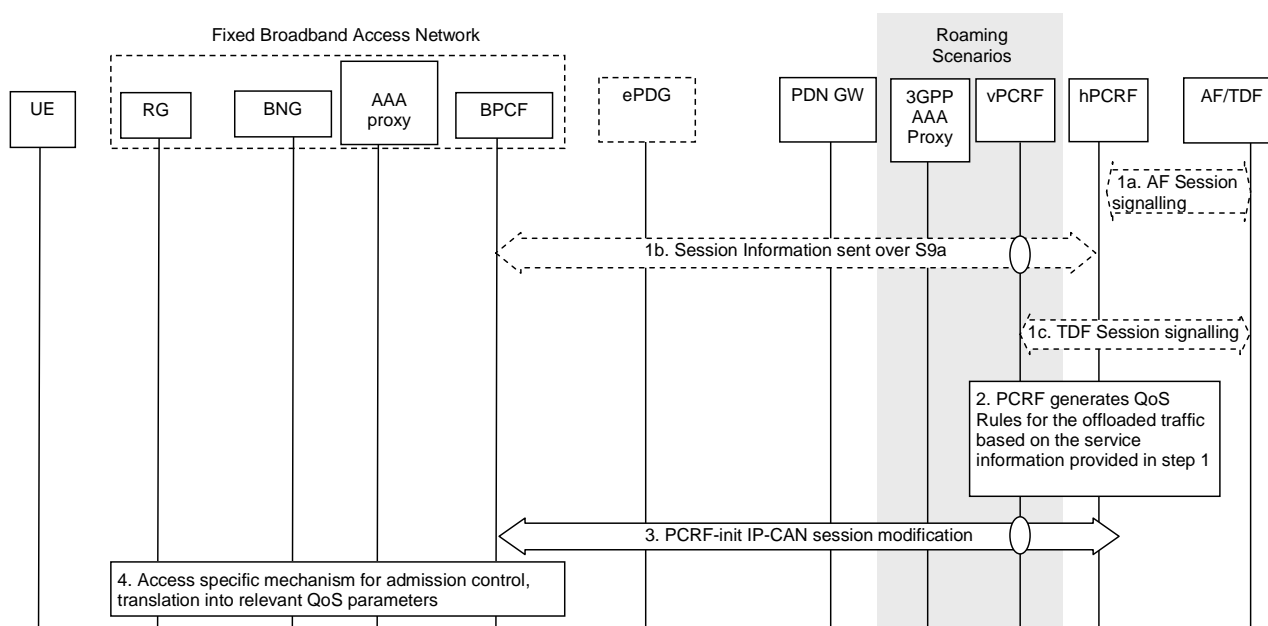 Fixed Broadband Access Network
Roaming
Scenarios
UE
RG
BNG
AAA
proxy
BPCF
ePDG
PDN GW
3GPP
AAA
Proxy
vPCRF
hPCRF
AF/TDF
1a. AF Session
signalling
1b. Session Information sent over S9a
1c. TDF Session signalling
2. PCRF generates QoS
Rules for the offloaded traffic
based on the service
information provided in step 1
3. PCRF-init IP-CAN session modification
4. Access specific mechanism for admission control,
translation into relevant QoS parameters